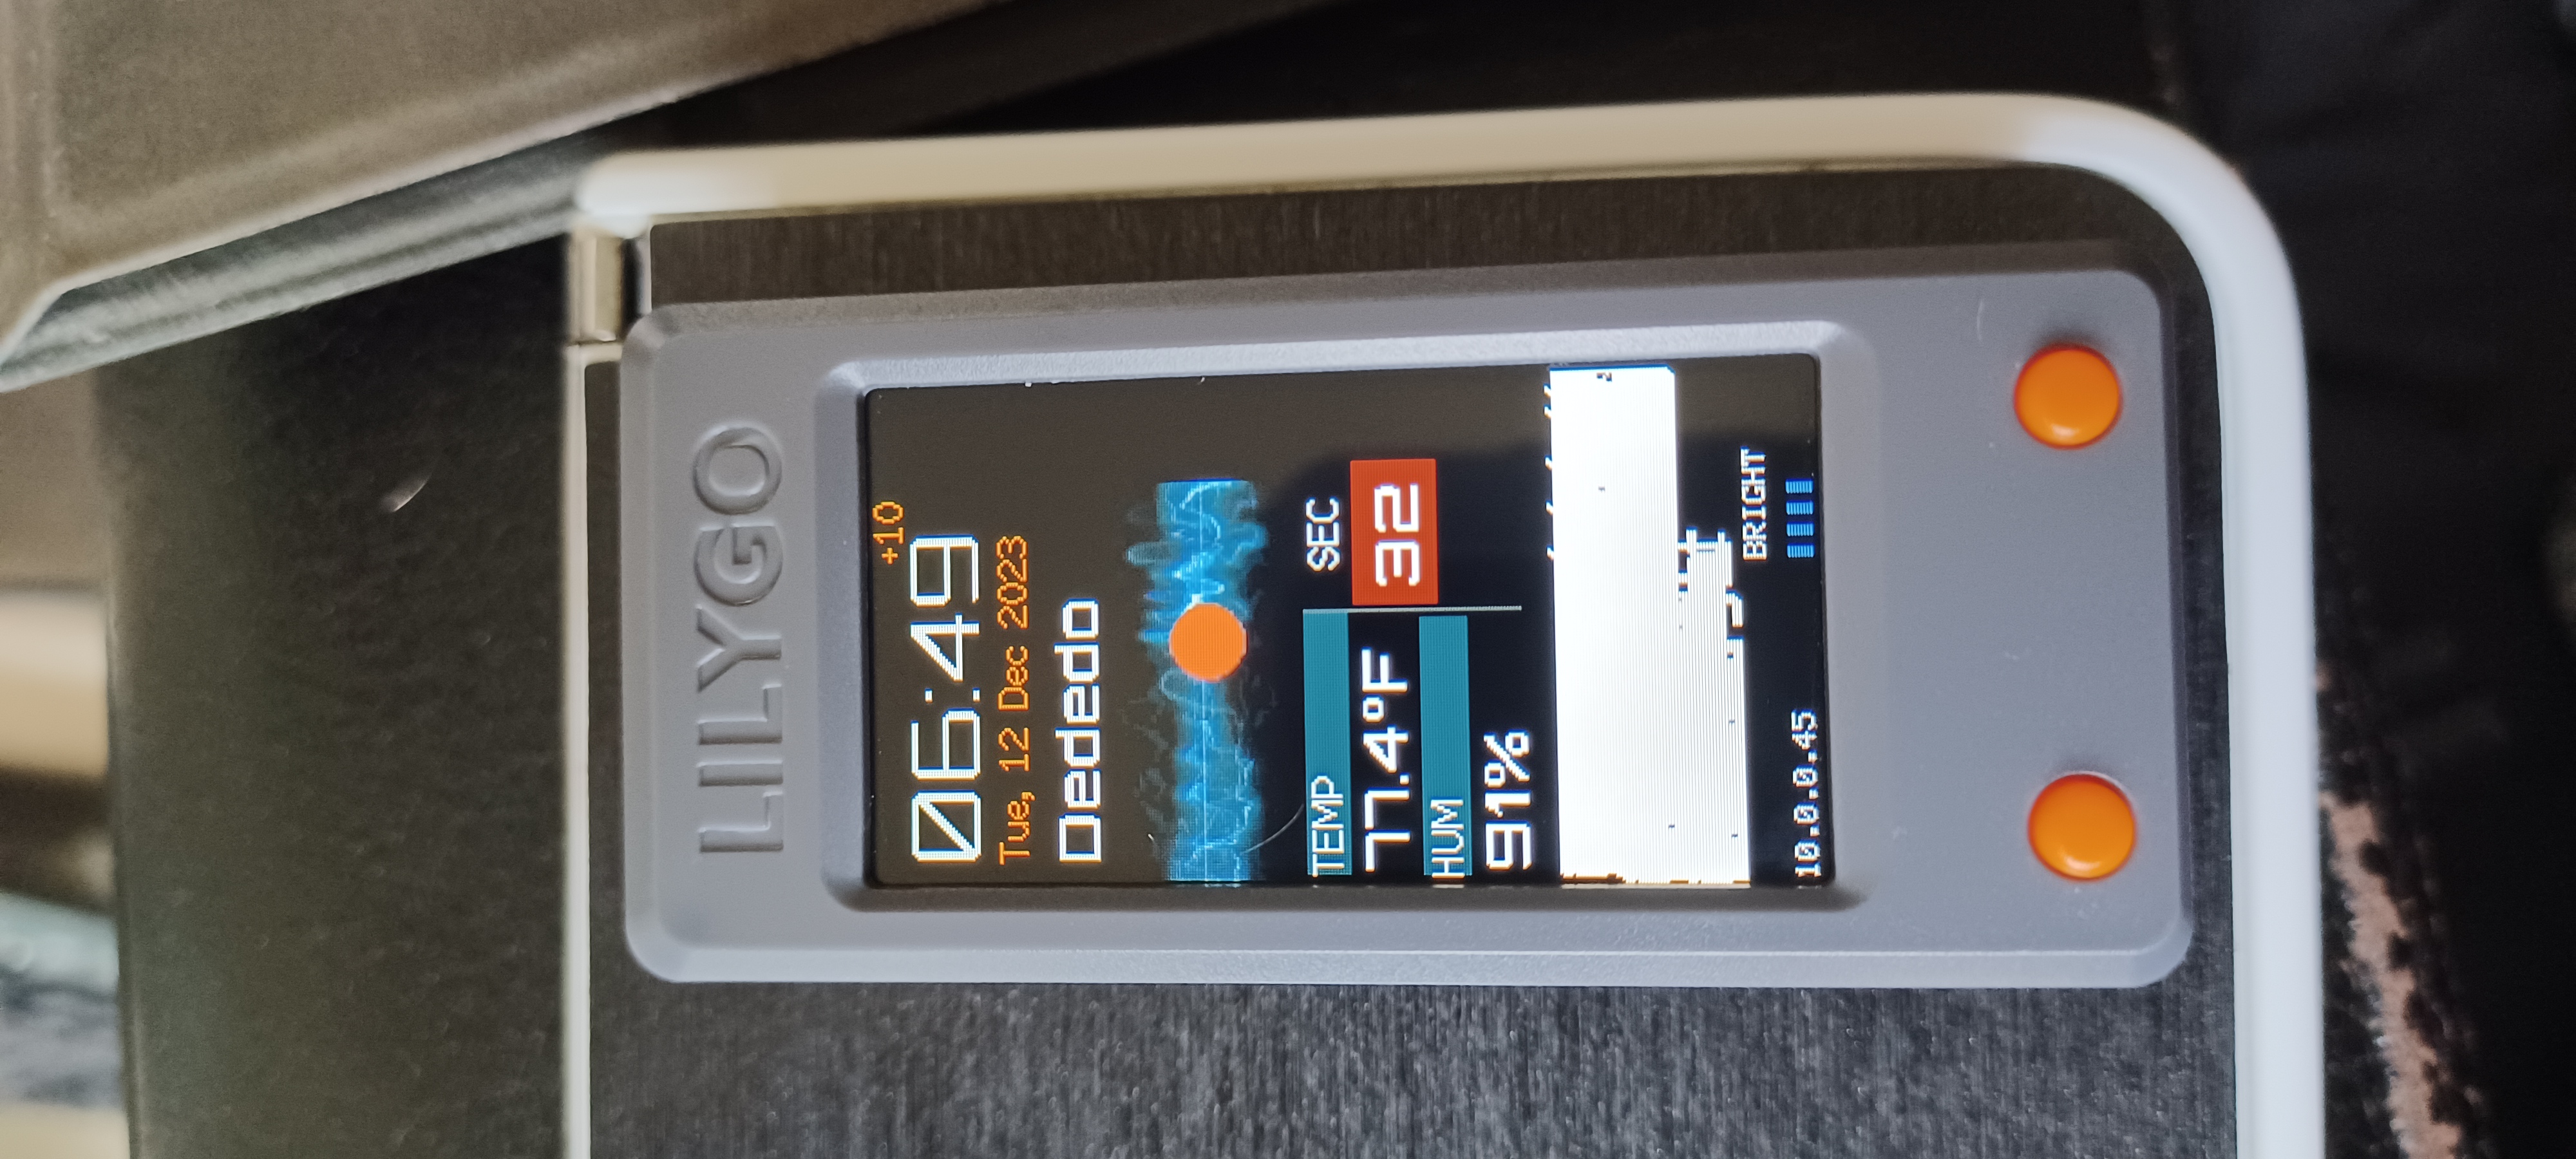 LILYGO
+10
06:49
Tue, 12 Dec 2023
Dededo
TEMP
SEC
77.4°F
32
HUM
91%
BRIGHT
10.0.0.45